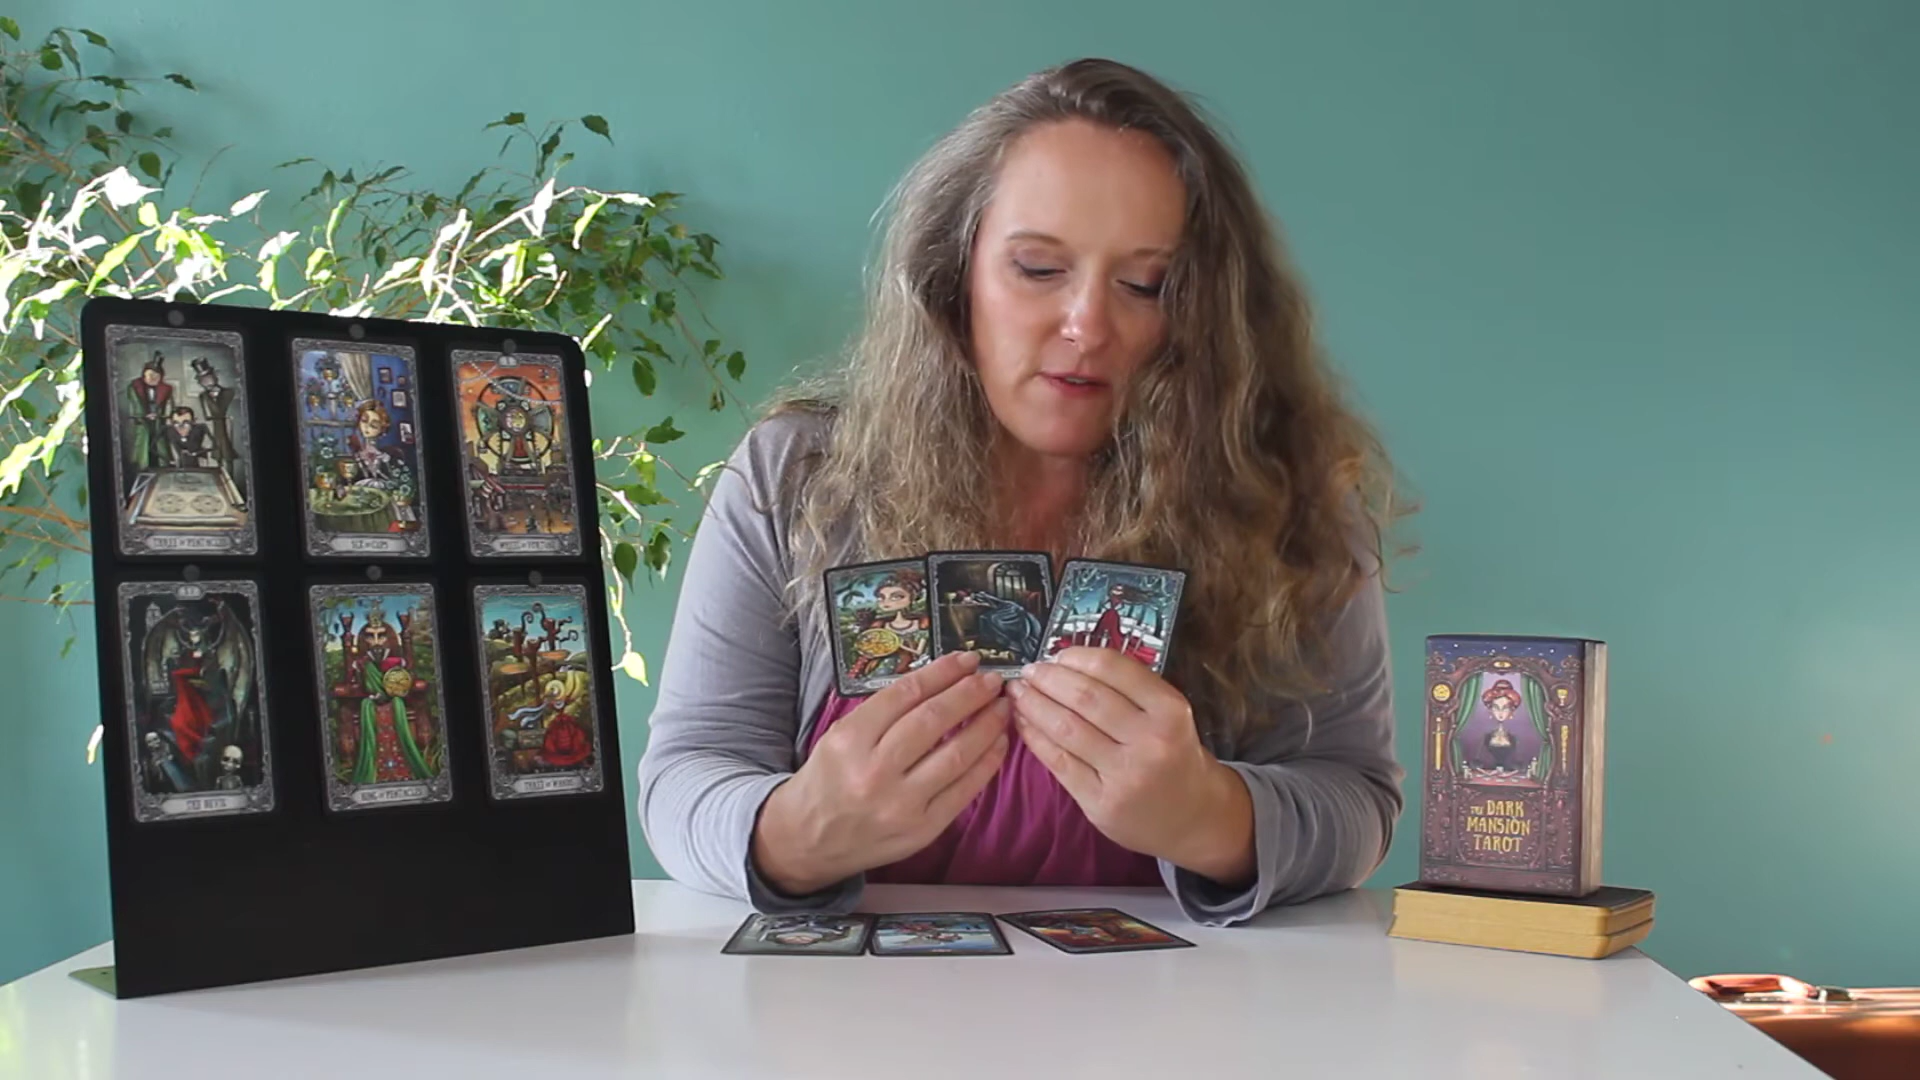 THREE OF PENTACLES
SIX OF CUPS
WHEEL OF FORTUNE
THE DEVIL
KING OF PENTACLES
THREE OF WANDS
THE DARK
MANSION
TAROT